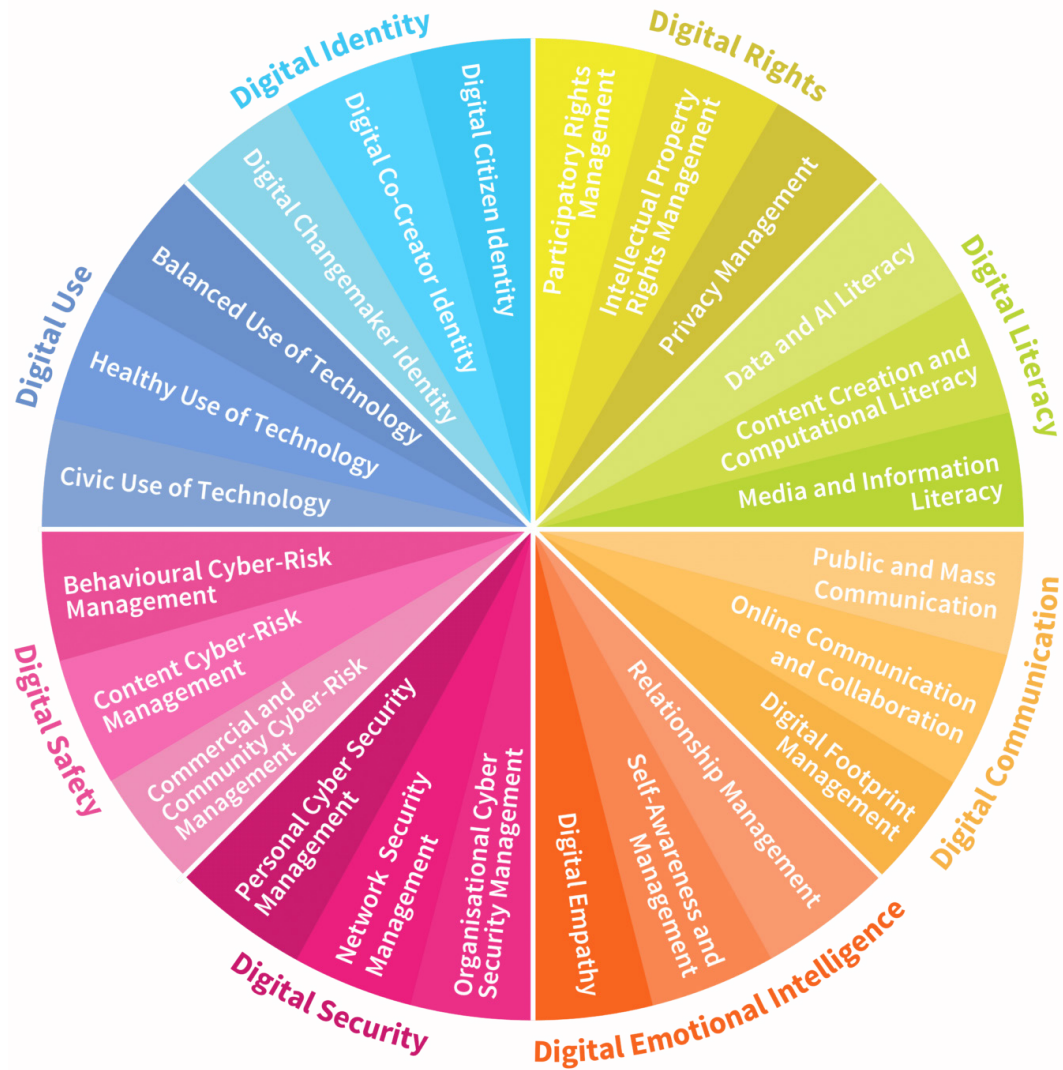 Digital Identity
Digital Citizen Identity
Digital Co-Creator Identity
Digital Changemaker Identity
Digital Rights
Participatory Rights
Management
Intellectual Property
Rights Management
Privacy Management
Digital Literacy
Data and AI Literacy
Content Creation and
Computational Literacy
Media and Information
Literacy
Digital Communication
Public and Mass
Communication
Online Communication
and Collaboration
Digital Footprint
Management
Digital Emotional Intelligence
Relationship Management
Self-Awareness and
Management
Digital Empathy
Digital Security
Organisational Cyber
Security Management
Network Security
Management
Personal Cyber Security
Management
Digital Safety
Commercial and
Community Cyber-Risk
Management
Content Cyber-Risk
Management
Behavioural Cyber-Risk
Management
Digital Use
Civic Use of Technology
Healthy Use of Technology
Balanced Use of Technology